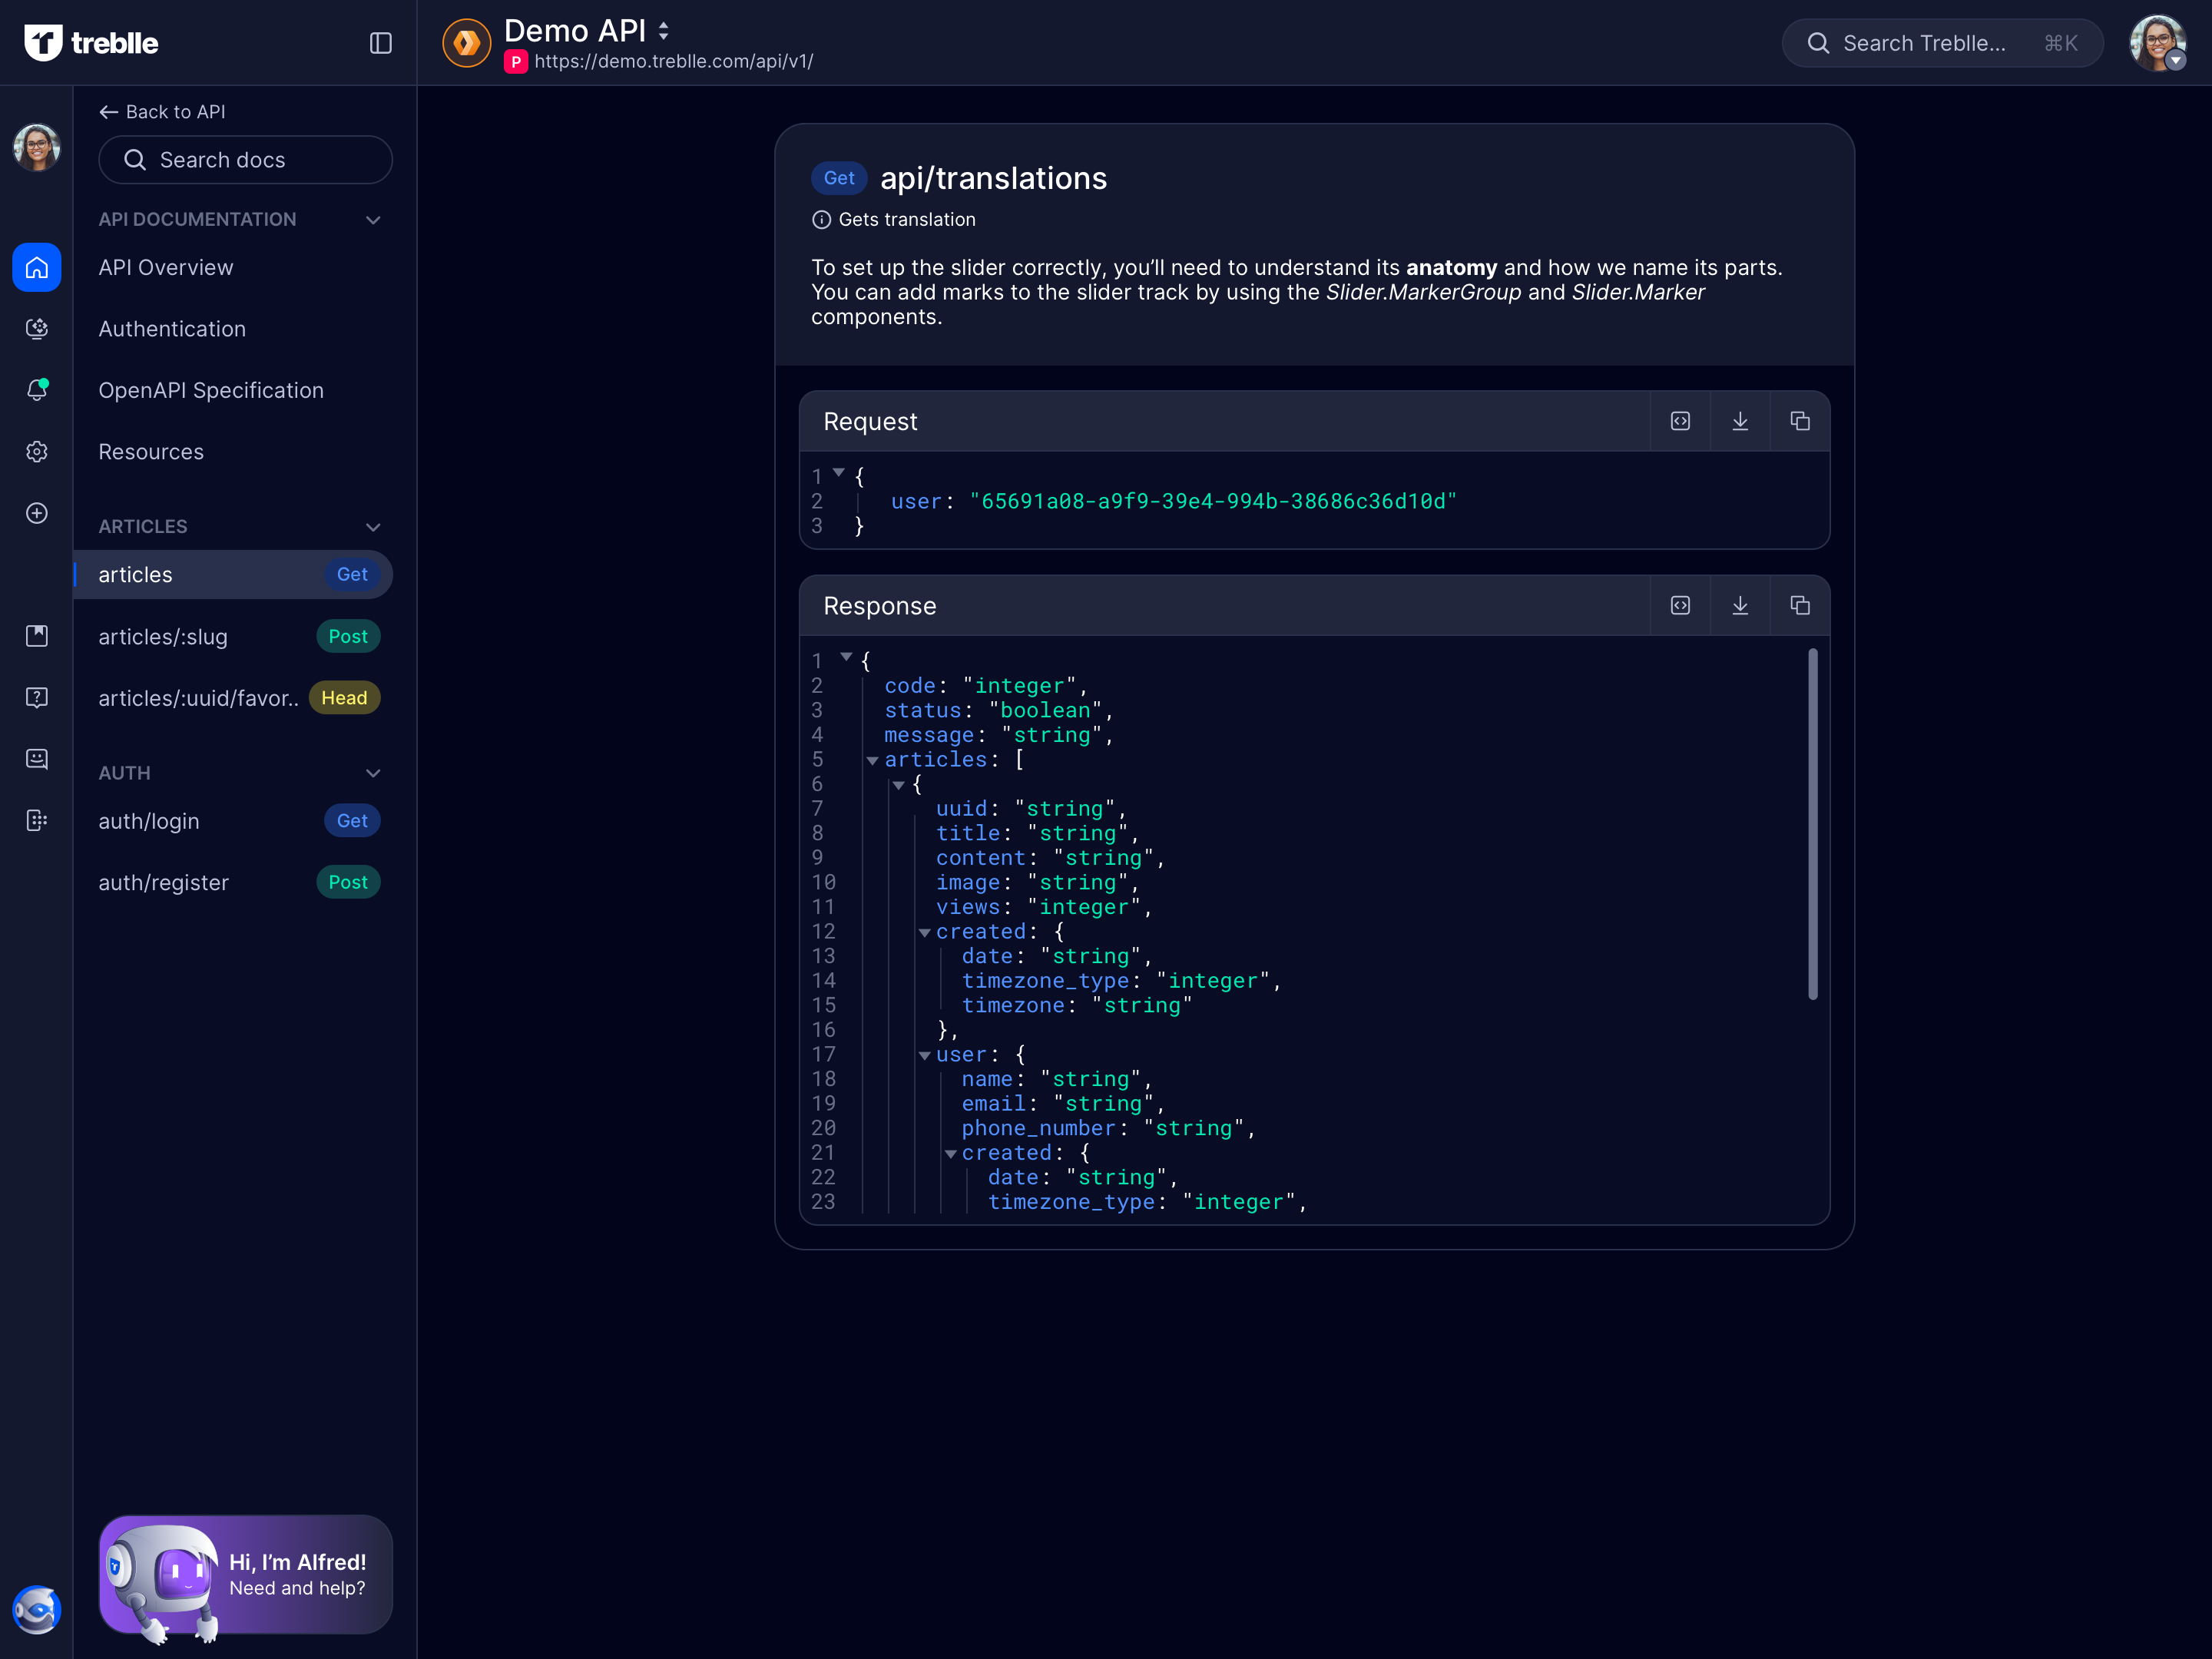 treblle
Demo API
P https://demo.treblle.com/api/v1/
Search Treblle... ⌘K
← Back to API
Search docs
API DOCUMENTATION
API Overview
Authentication
OpenAPI Specification
Resources
ARTICLES
articles Get
articles/:slug Post
articles/:uuid/favor.. Head
AUTH
auth/login Get
auth/register Post
Hi, I’m Alfred!
Need and help?
Get api/translations
Gets translation
To set up the slider correctly, you’ll need to understand its anatomy and how we name its parts.
You can add marks to the slider track by using the Slider.MarkerGroup and Slider.Marker
components.
Request
1 {
2 user: "65691a08-a9f9-39e4-994b-38686c36d10d"
3 }
Response
1 {
2 code: "integer",
3 status: "boolean",
4 message: "string",
5 articles: [
6 {
7 uuid: "string",
8 title: "string",
9 content: "string",
10 image: "string",
11 views: "integer",
12 created: {
13 date: "string",
14 timezone_type: "integer",
15 timezone: "string"
16 },
17 user: {
18 name: "string",
19 email: "string",
20 phone_number: "string",
21 created: {
22 date: "string",
23 timezone_type: "integer",